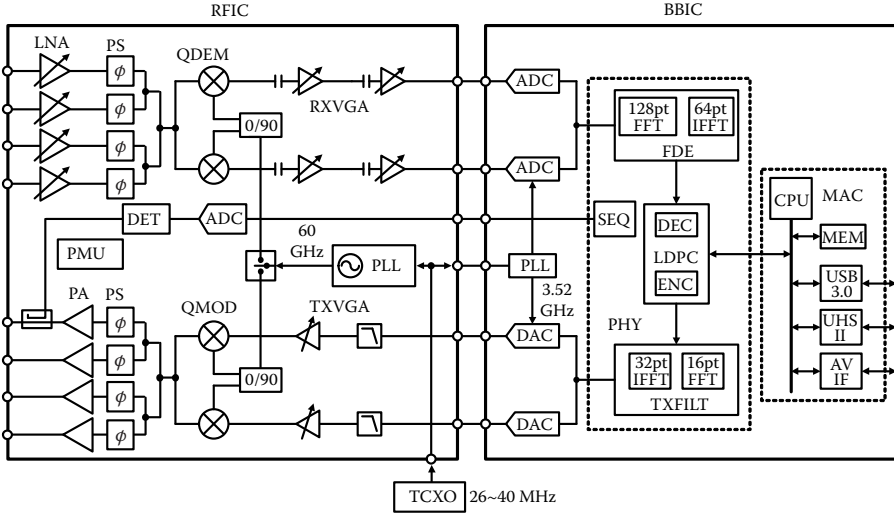 RFIC
BBIC
LNA
PS
QDEM
ϕ
ϕ
ϕ
ϕ
RXVGA
0/90
ADC
ADC
128pt
FFT
64pt
IFFT
FDE
DET
ADC
60
GHz
SEQ
DEC
LDPC
ENC
CPU
MAC
MEM
USB
3.0
UHS
II
AV
IF
PMU
PLL
PLL
3.52
GHz
PHY
PA
PS
QMOD
TXVGA
ϕ
ϕ
ϕ
ϕ
0/90
DAC
DAC
32pt
IFFT
16pt
FFT
TXFILT
TCXO
26~40 MHz